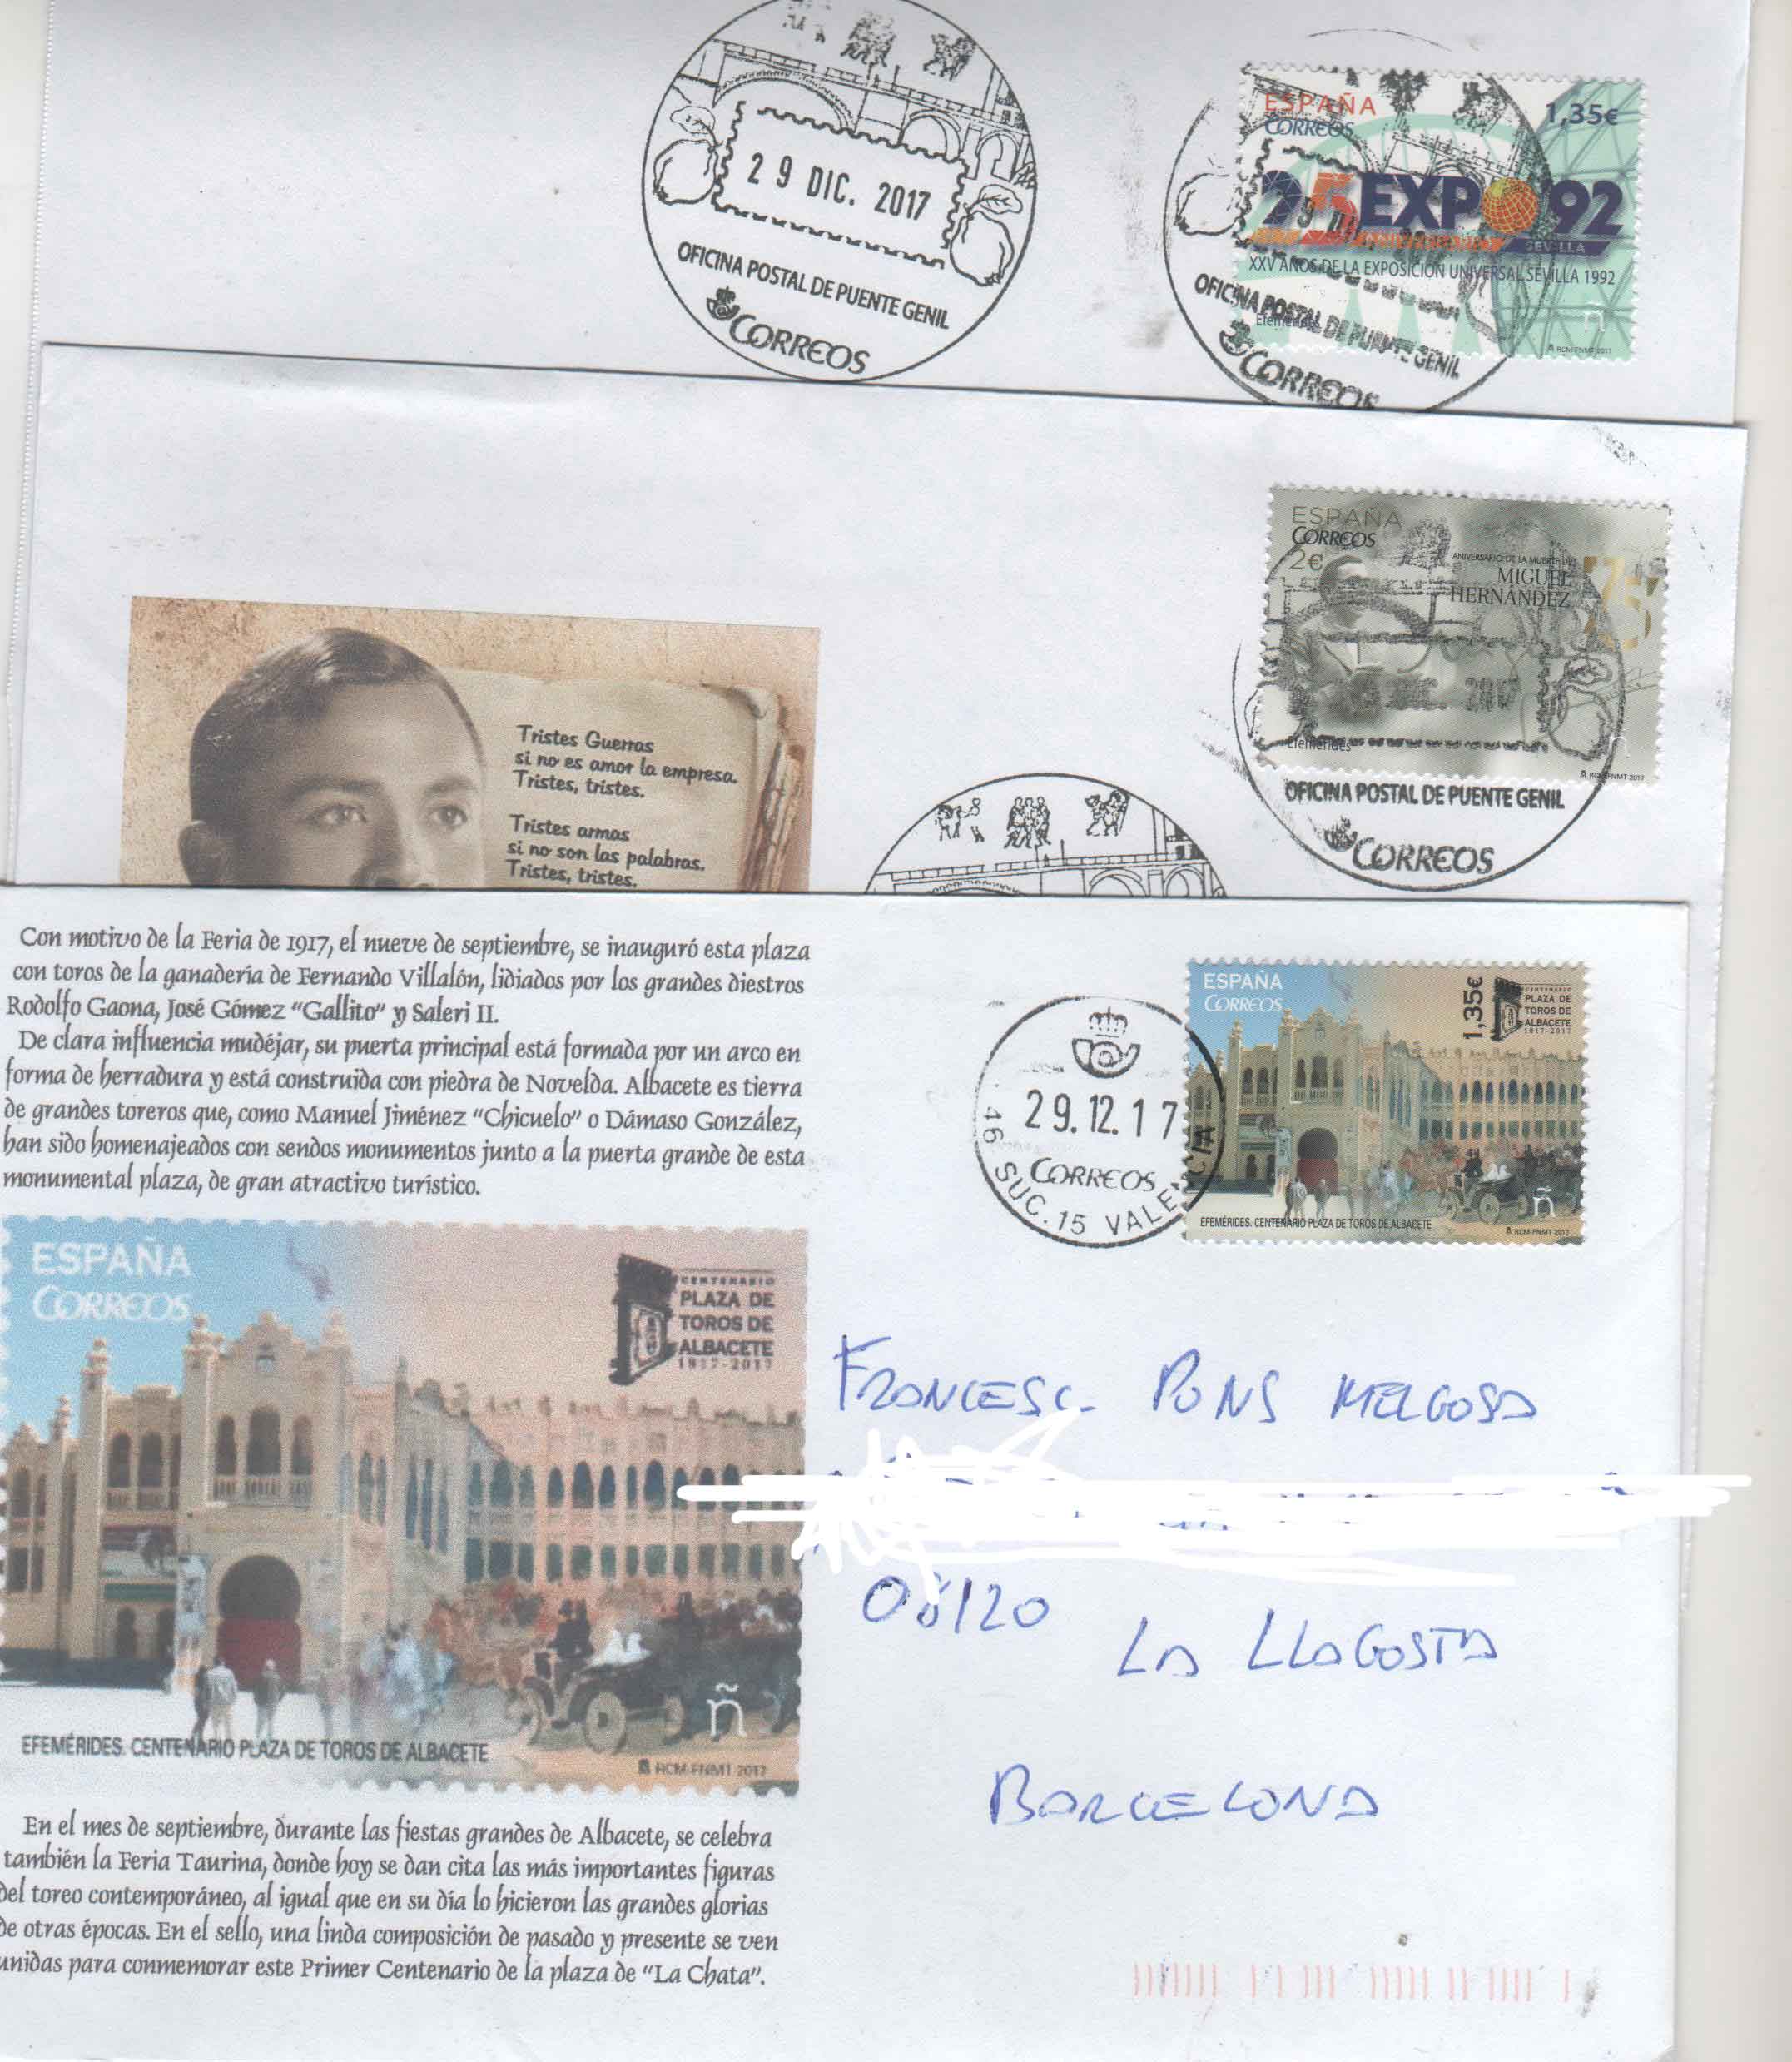 29 DIC. 2017
OFICINA POSTAL DE PUENTE GENIL
CORREOS
ESPAÑA
CORREOS
1,35€
25 EXPO 92
SEVILLA
XXV AÑOS DE LA EXPOSICIÓN UNIVERSAL SEVILLA 1992
Efemérides
ñ
RCM-FNMT 2017
OFICINA POSTAL DE PUENTE GENIL
CORREOS
ESPAÑA
CORREOS
2€
ANIVERSARIO DE LA MUERTE DE
MIGUEL
HERNÁNDEZ
75
DIC. 2017
Efemérides
ñ
RCM-FNMT 2017
OFICINA POSTAL DE PUENTE GENIL
CORREOS
Tristes Guerras
si no es amor la empresa.
Tristes, tristes.
Tristes armas
si no son las palabras.
Tristes, tristes.
Con motivo de la Feria de 1917, el nueve de septiembre, se inauguró esta plaza
con toros de la ganadería de Fernando Villalón, lidiados por los grandes diestros
Rodolfo Gaona, José Gómez “Gallito” y Saleri II.
De clara influencia mudéjar, su puerta principal está formada por un arco en
forma de herradura y está construida con piedra de Novelda. Albacete es tierra
de grandes toreros que, como Manuel Jiménez “Chicuelo” o Dámaso González,
han sido homenajeados con sendos monumentos junto a la puerta grande de esta
monumental plaza, de gran atractivo turistico.
29.12.17
CORREOS
46 SUC. 15 VALENCIA
ESPAÑA
CORREOS
1,35€
CENTENARIO
PLAZA DE
TOROS DE
ALBACETE
1917-2017
ñ
EFEMÉRIDES. CENTENARIO PLAZA DE TOROS DE ALBACETE
RCM-FNMT 2017
ESPAÑA
CORREOS
CENTENARIO
PLAZA DE
TOROS DE
ALBACETE
1917-2017
ñ
EFEMÉRIDES. CENTENARIO PLAZA DE TOROS DE ALBACETE
RCM-FNMT 2017
FRANCESC PONS MELGOSA
08120 LA LLAGOSTA
BARCELONA
En el mes de septiembre, durante las fiestas grandes de Albacete, se celebra
también la Feria Taurina, donde hoy se dan cita las más importantes figuras
del toreo contemporáneo, al igual que en su día lo hicieron las grandes glorias
de otras épocas. En el sello, una linda composición de pasado y presente se ven
unidas para conmemorar este Primer Centenario de la plaza de “La Chata”.